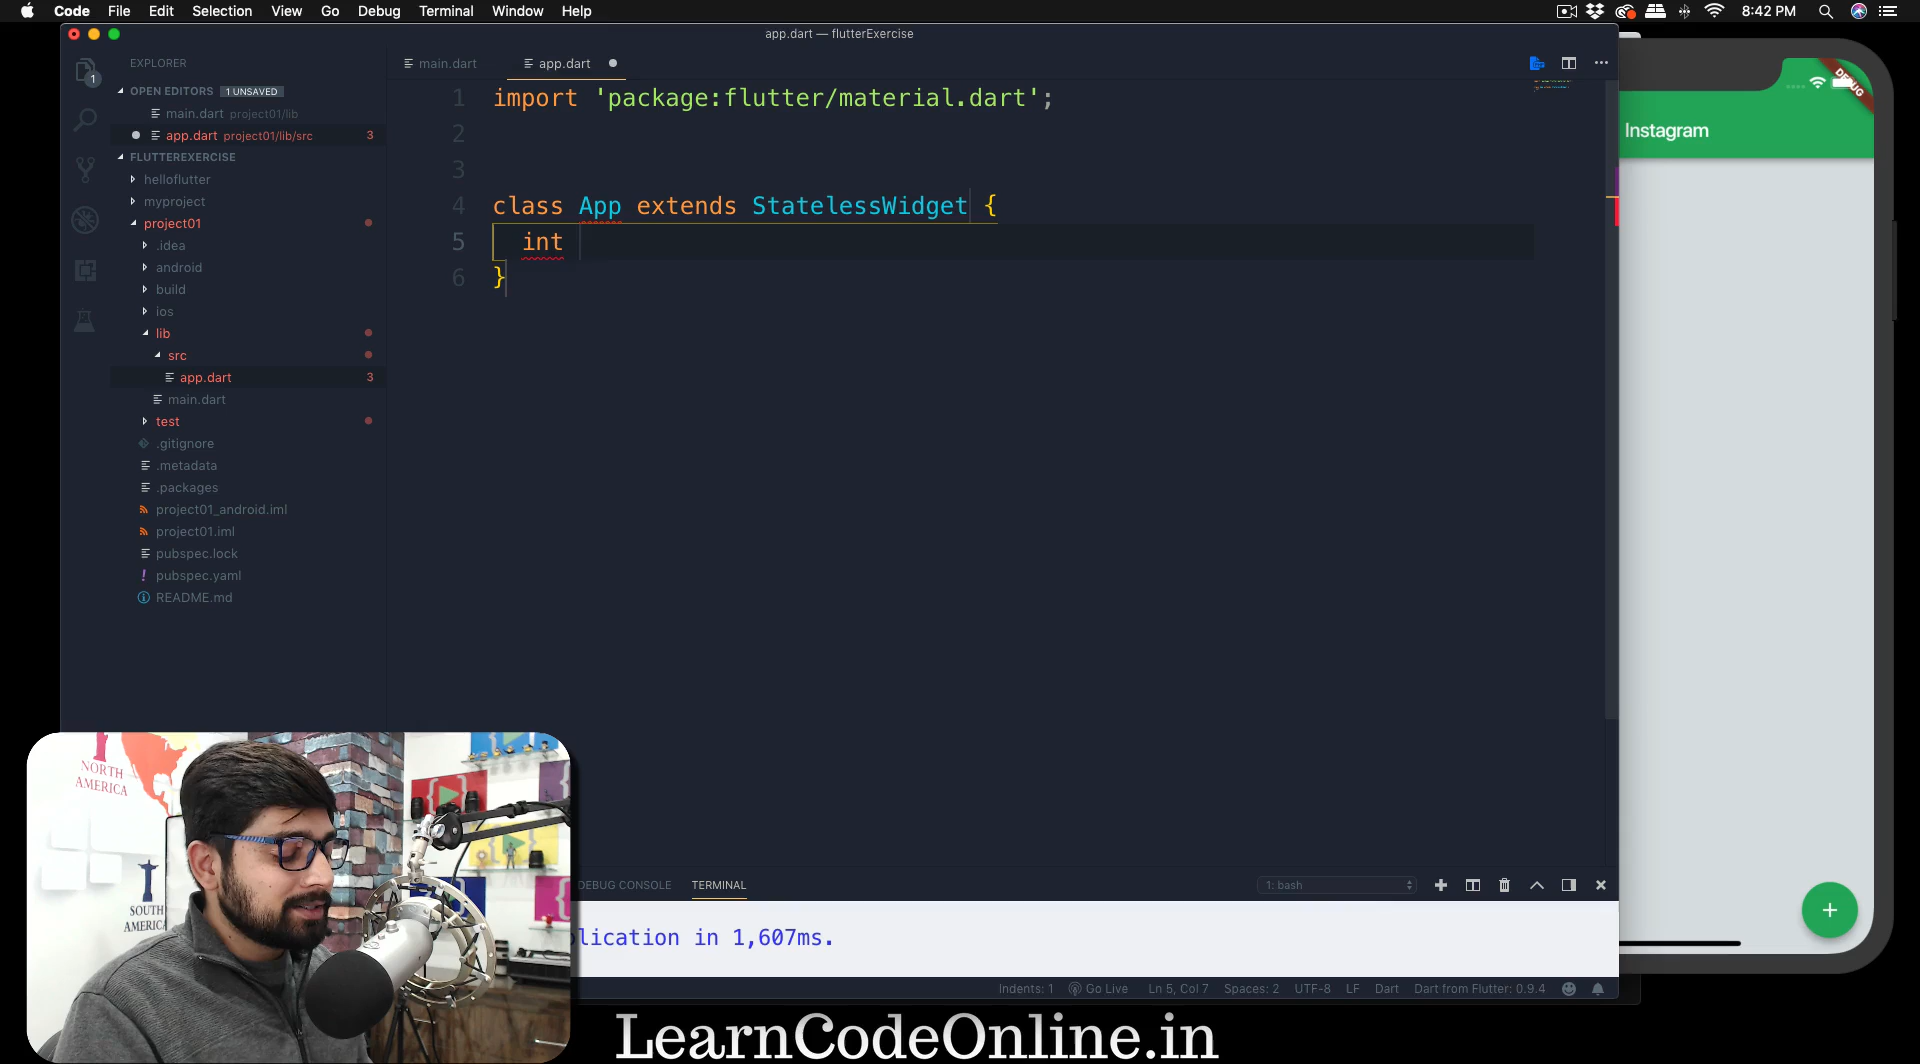 Code File Edit Selection View Go Debug Terminal Window Help
8:42 PM
app.dart — flutterExercise
1
EXPLORER
OPEN EDITORS 1 UNSAVED
main.dart project01/lib
app.dart project01/lib/src 3
FLUTTEREXERCISE
helloflutter
myproject
project01
.idea
android
build
ios
lib
src
app.dart 3
main.dart
test
.gitignore
.metadata
.packages
project01_android.iml
project01.iml
pubspec.lock
pubspec.yaml
README.md
main.dart app.dart
1 import 'package:flutter/material.dart';
2
3
4 class App extends StatelessWidget {
5 int
6 }
DEBUG
Instagram
+
DEBUG CONSOLE TERMINAL
1: bash
lication in 1,607ms.
Indents: 1 Go Live Ln 5, Col 7 Spaces: 2 UTF-8 LF Dart Dart from Flutter: 0.9.4
NORTH
AMERICA
SOUTH
AMERICA
LearnCodeOnline.in